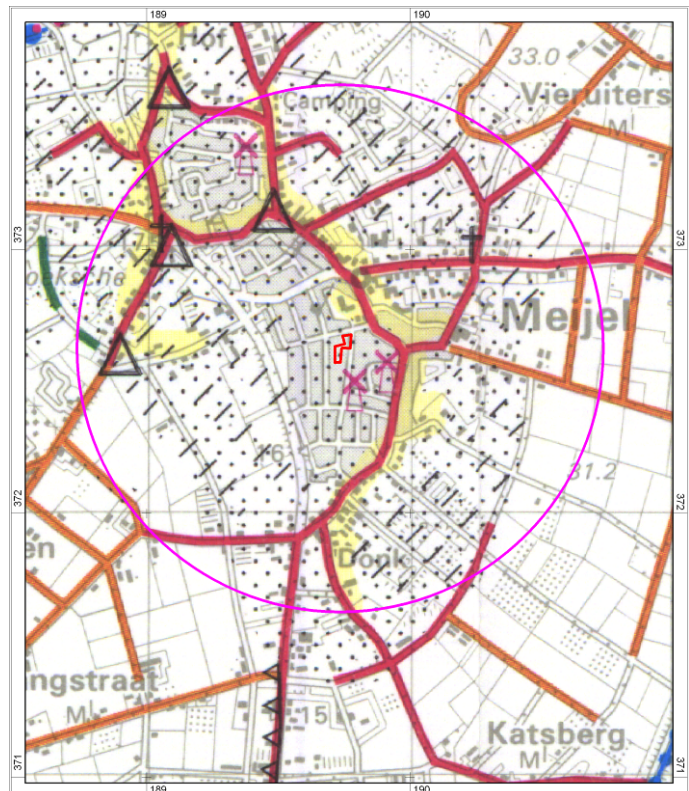 189
190
Hof
33.0
Vieruiters
M
Camping
14
373
373
Meijel
16
31.2
372
372
en
Donk
ngstraat
M
15
Katsberg
M
371
371
189
190